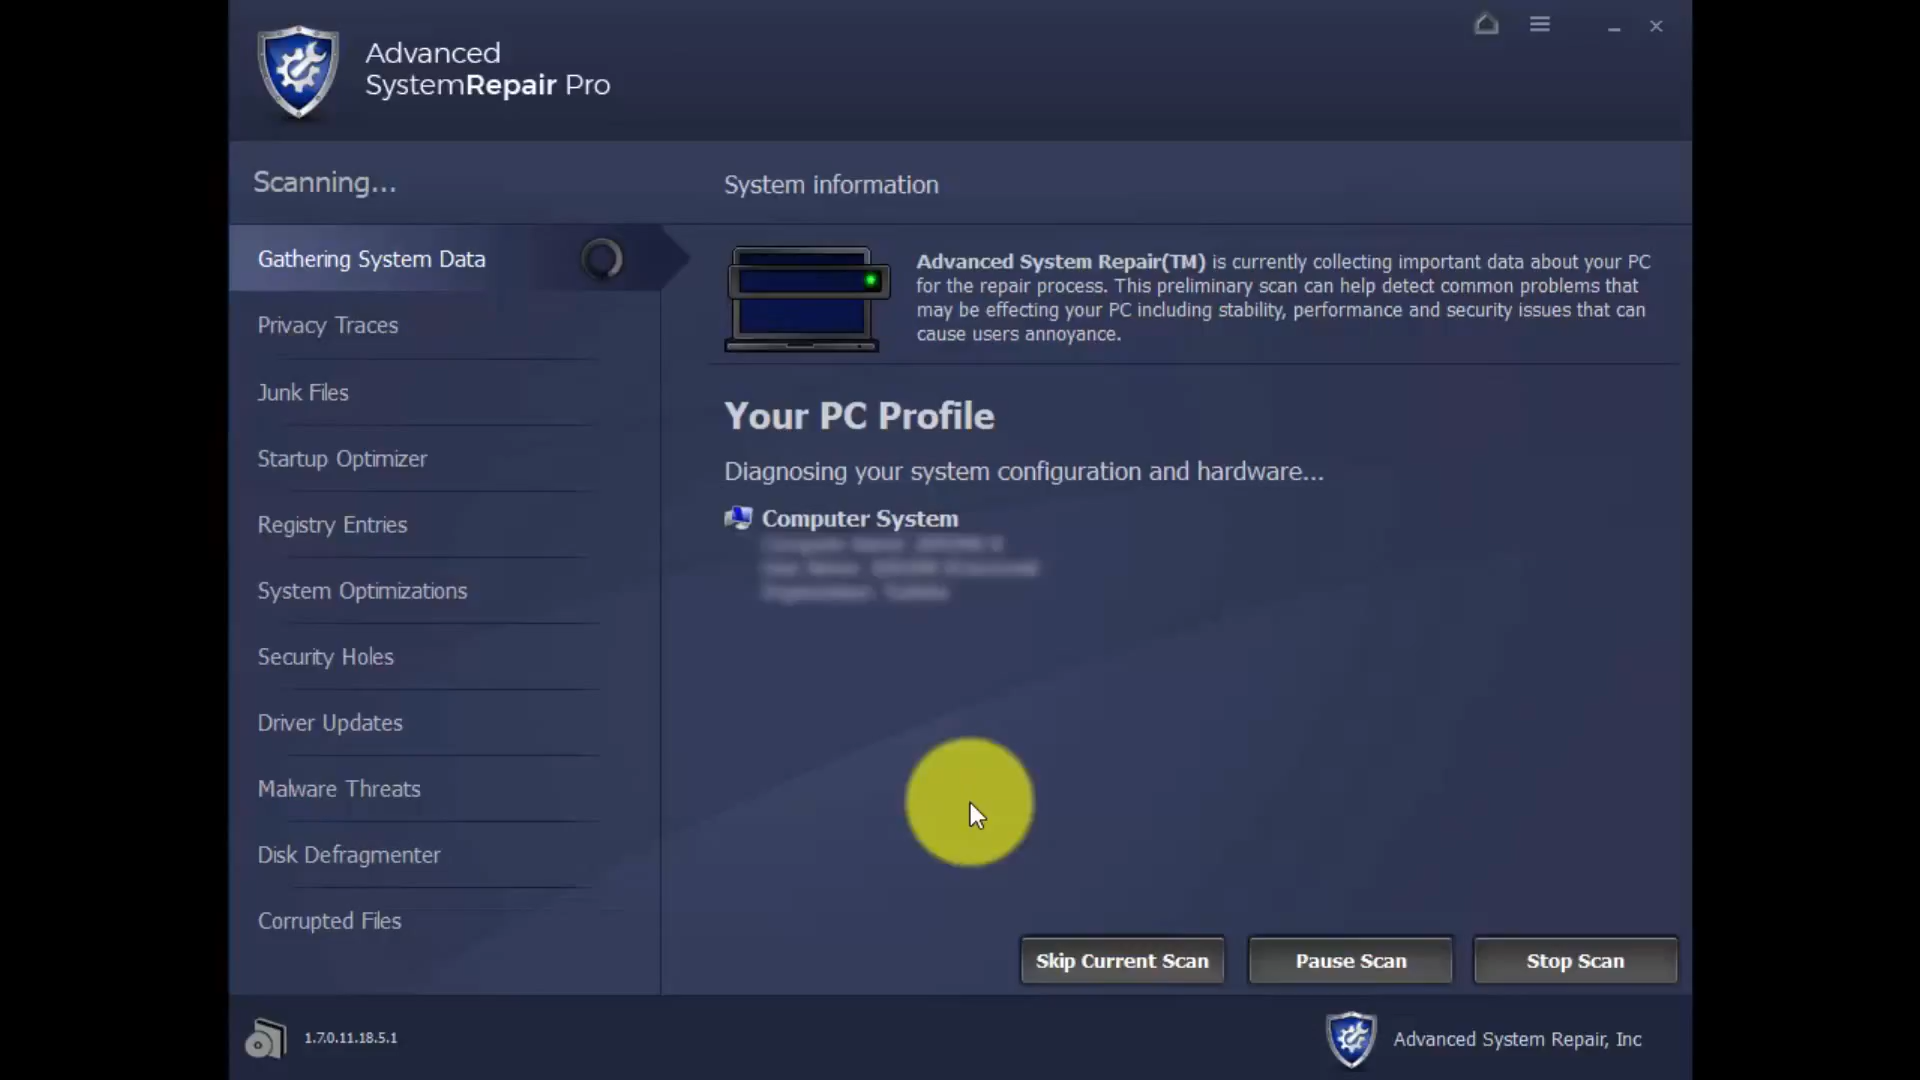 Advanced
SystemRepair Pro
Scanning...
System information
Gathering System Data
Privacy Traces
Junk Files
Startup Optimizer
Registry Entries
System Optimizations
Security Holes
Driver Updates
Malware Threats
Disk Defragmenter
Corrupted Files
Advanced System Repair(TM) is currently collecting important data about your PC
for the repair process. This preliminary scan can help detect common problems that
may be effecting your PC including stability, performance and security issues that can
cause users annoyance.
Your PC Profile
Diagnosing your system configuration and hardware...
Computer System
Skip Current Scan
Pause Scan
Stop Scan
1.7.0.11.18.5.1
Advanced System Repair, Inc